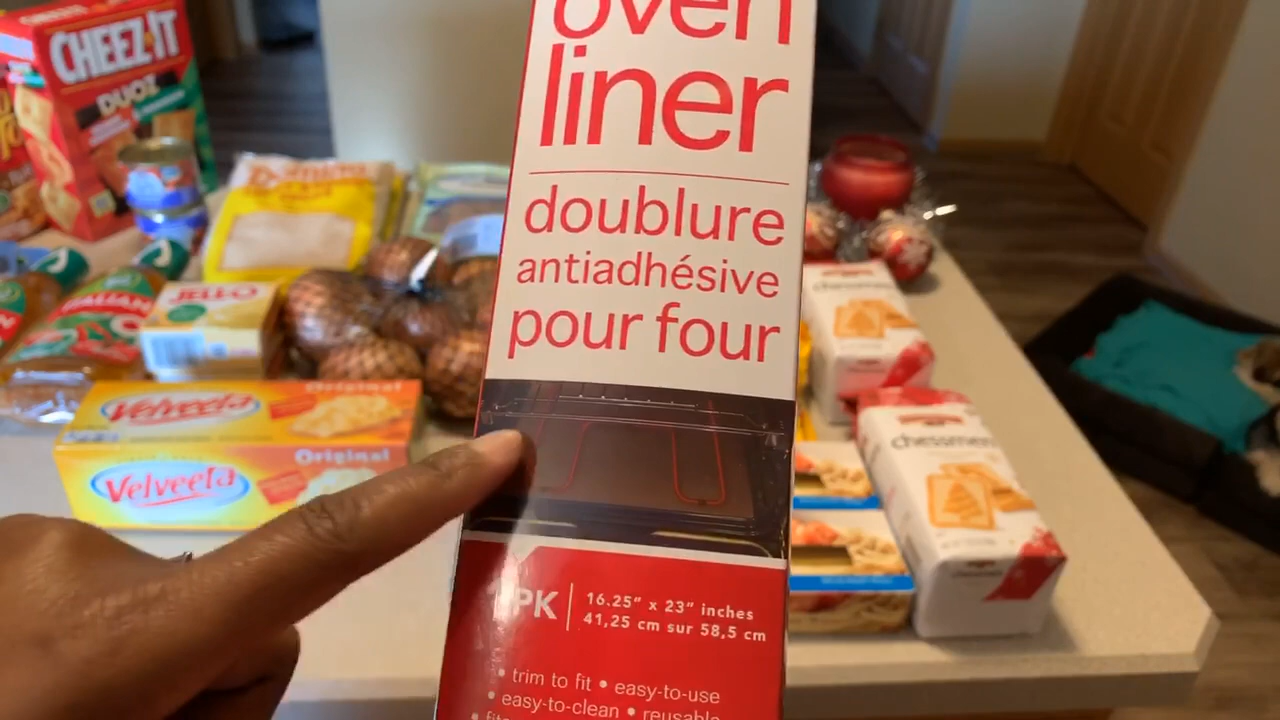 oven
liner
doublure
antiadhésive
pour four
PK
16.25" x 23" inches
41,25 cm sur 58,5 cm
• trim to fit • easy-to-use
• easy-to-clean • reusable
CHEEZ-IT
DUOZ
Domino
ITALIAN
JELL-O
Original
Velveeta
Original
Velveeta
chessmen
chessmen